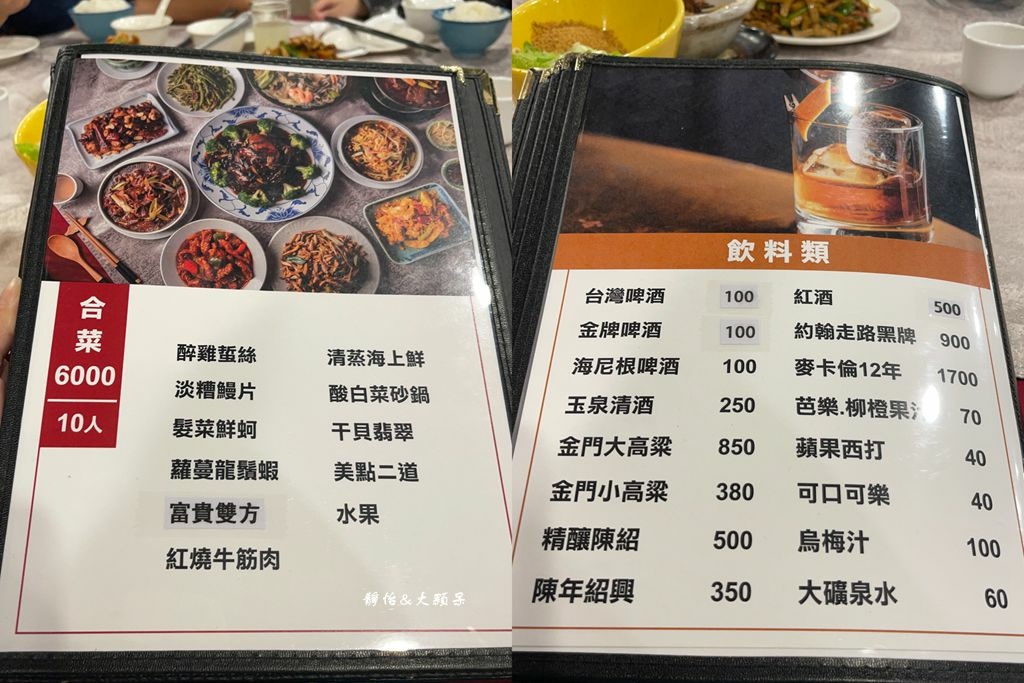 合菜
6000
10人
醉雞蜇絲
淡糟鰻片
髮菜鮮蚵
蘿蔓龍鬚蝦
富貴雙方
紅燒牛筋肉
清蒸海上鮮
酸白菜砂鍋
干貝翡翠
美點二道
水果
靜怡&大顆呆
飲料類
台灣啤酒 100
金牌啤酒 100
海尼根啤酒 100
玉泉清酒 250
金門大高粱 850
金門小高粱 380
精釀陳紹 500
陳年紹興 350
紅酒 500
約翰走路黑牌 900
麥卡倫12年 1700
芭樂.柳橙果汁 70
蘋果西打 40
可口可樂 40
烏梅汁 100
大礦泉水 60